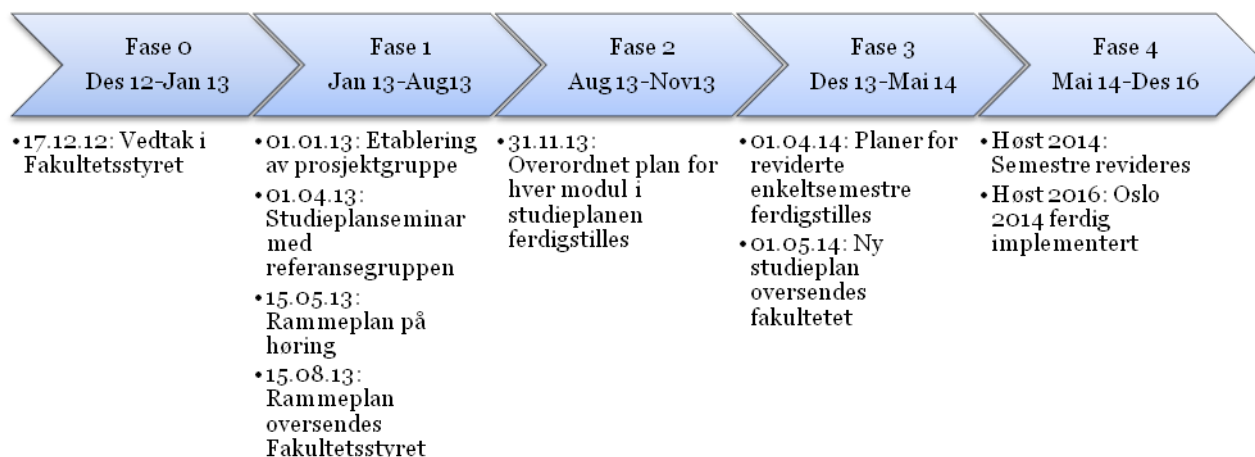 Fase 0
Des 12-Jan 13
Fase 1
Jan 13-Aug13
Fase 2
Aug 13-Nov13
Fase 3
Des 13-Mai 14
Fase 4
Mai 14-Des 16
•17.12.12: Vedtak i
Fakultetsstyret
•01.01.13: Etablering
av prosjektgruppe
•01.04.13:
Studieplanseminar
med
referansegruppen
•15.05.13:
Rammeplan på
høring
•15.08.13:
Rammeplan
oversendes
Fakultetsstyret
•31.11.13:
Overordnet plan for
hver modul i
studieplanen
ferdigstilles
•01.04.14: Planer for
reviderte
enkeltsemestre
ferdigstilles
•01.05.14: Ny
studieplan
oversendes
fakultetet
•Høst 2014:
Semestre revideres
•Høst 2016: Oslo
2014 ferdig
implementert